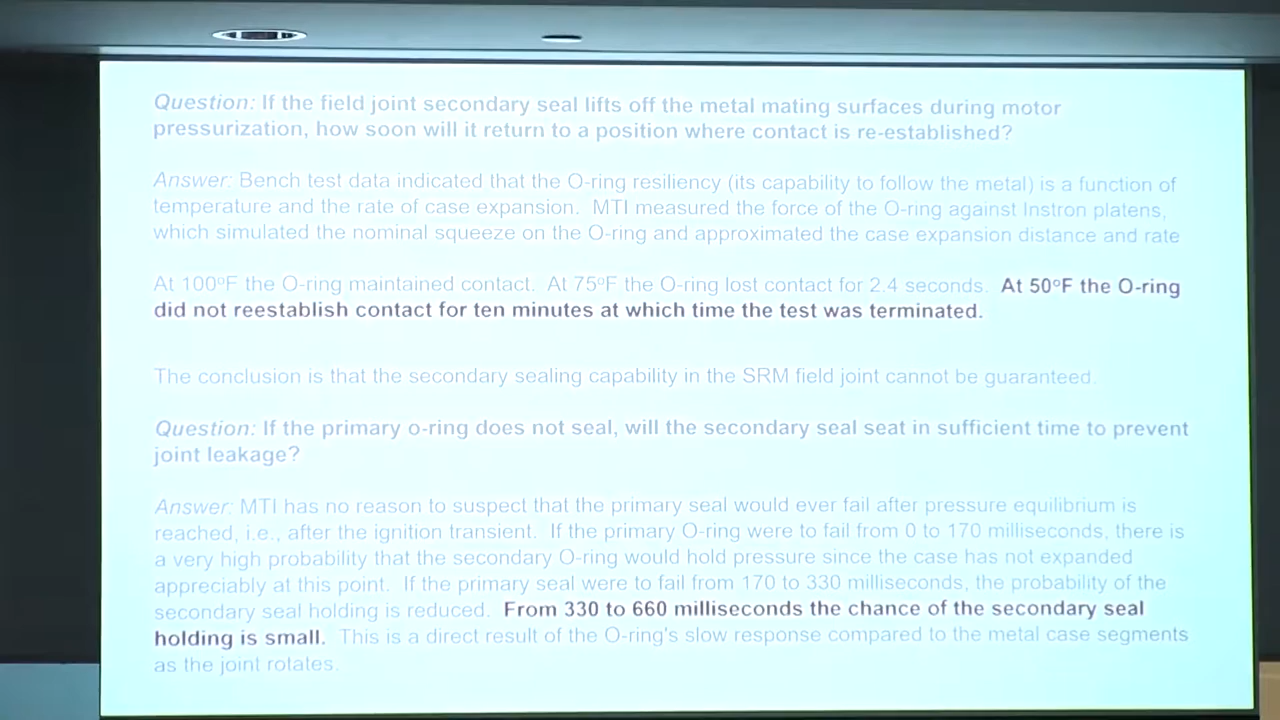 Question: If the field joint secondary seal lifts off the metal mating surfaces during motor
pressurization, how soon will it return to a position where contact is re-established?
Answer: Bench test data indicated that the O-ring resiliency (its capability to follow the metal) is a function of
temperature and the rate of case expansion. MTI measured the force of the O-ring against Instron platens,
which simulated the nominal squeeze on the O-ring and approximated the case expansion distance and rate
At 100°F the O-ring maintained contact. At 75°F the O-ring lost contact for 2.4 seconds. At 50°F the O-ring
did not reestablish contact for ten minutes at which time the test was terminated.
The conclusion is that the secondary sealing capability in the SRM field joint cannot be guaranteed.
Question: If the primary o-ring does not seal, will the secondary seal seat in sufficient time to prevent
joint leakage?
Answer: MTI has no reason to suspect that the primary seal would ever fail after pressure equilibrium is
reached, i.e., after the ignition transient. If the primary O-ring were to fail from 0 to 170 milliseconds, there is
a very high probability that the secondary O-ring would hold pressure since the case has not expanded
appreciably at this point. If the primary seal were to fail from 170 to 330 milliseconds, the probability of the
secondary seal holding is reduced. From 330 to 660 milliseconds the chance of the secondary seal
holding is small. This is a direct result of the O-ring's slow response compared to the metal case segments
as the joint rotates.